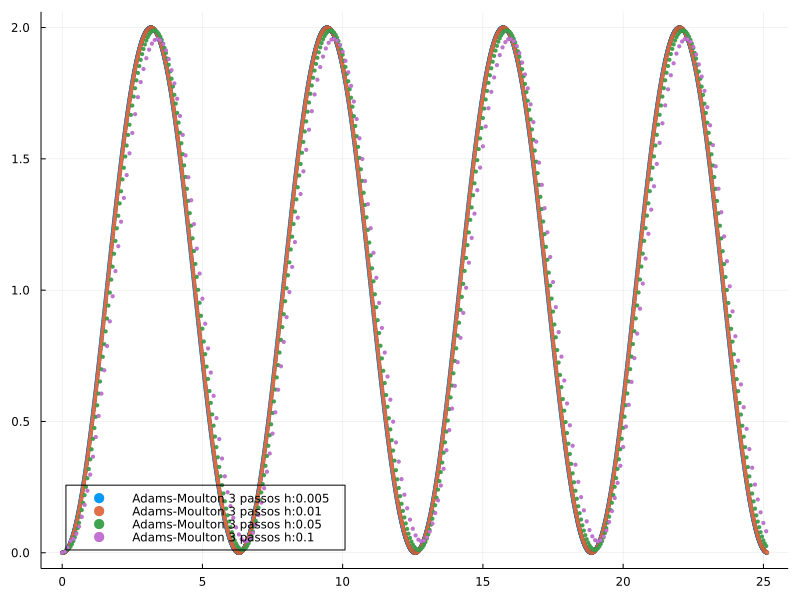 2.0
1.5
1.0
0.5
0.0
Adams-Moulton 3 passos h:0.005
Adams-Moulton 3 passos h:0.01
Adams-Moulton 3 passos h:0.05
Adams-Moulton 3 passos h:0.1
0 5 10 15 20 25